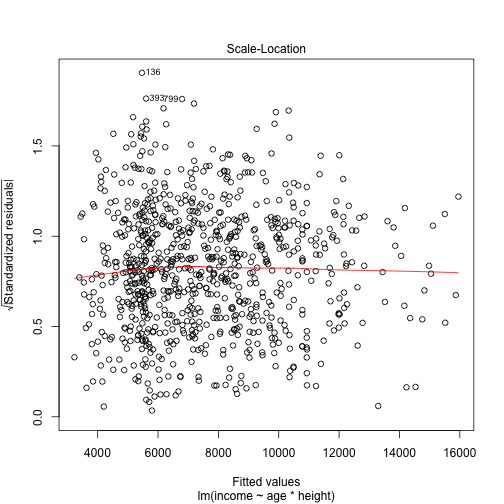 Scale-Location
136
393 799
√|Standardized residuals|
0.0 0.5 1.0 1.5
4000 6000 8000 10000 12000 14000 16000
Fitted values
lm(income ~ age * height)